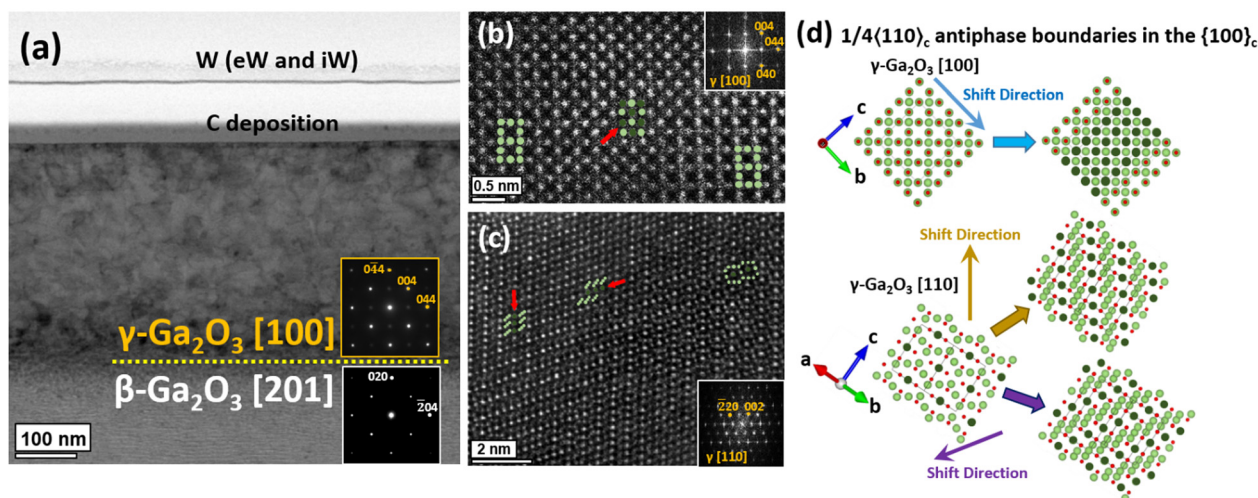 (a)
W (eW and iW)
C deposition
04̄4
004
044
γ-Ga₂O₃ [100]
β-Ga₂O₃ [201]
020
2̄04
100 nm
(b)
004
044
040
γ [100]
0.5 nm
(c)
2̄20
002
γ [110]
2 nm
(d) 1/4⟨110⟩c antiphase boundaries in the {100}c
γ-Ga₂O₃ [100]
Shift Direction
c
b
Shift Direction
γ-Ga₂O₃ [110]
c
a
b
Shift Direction